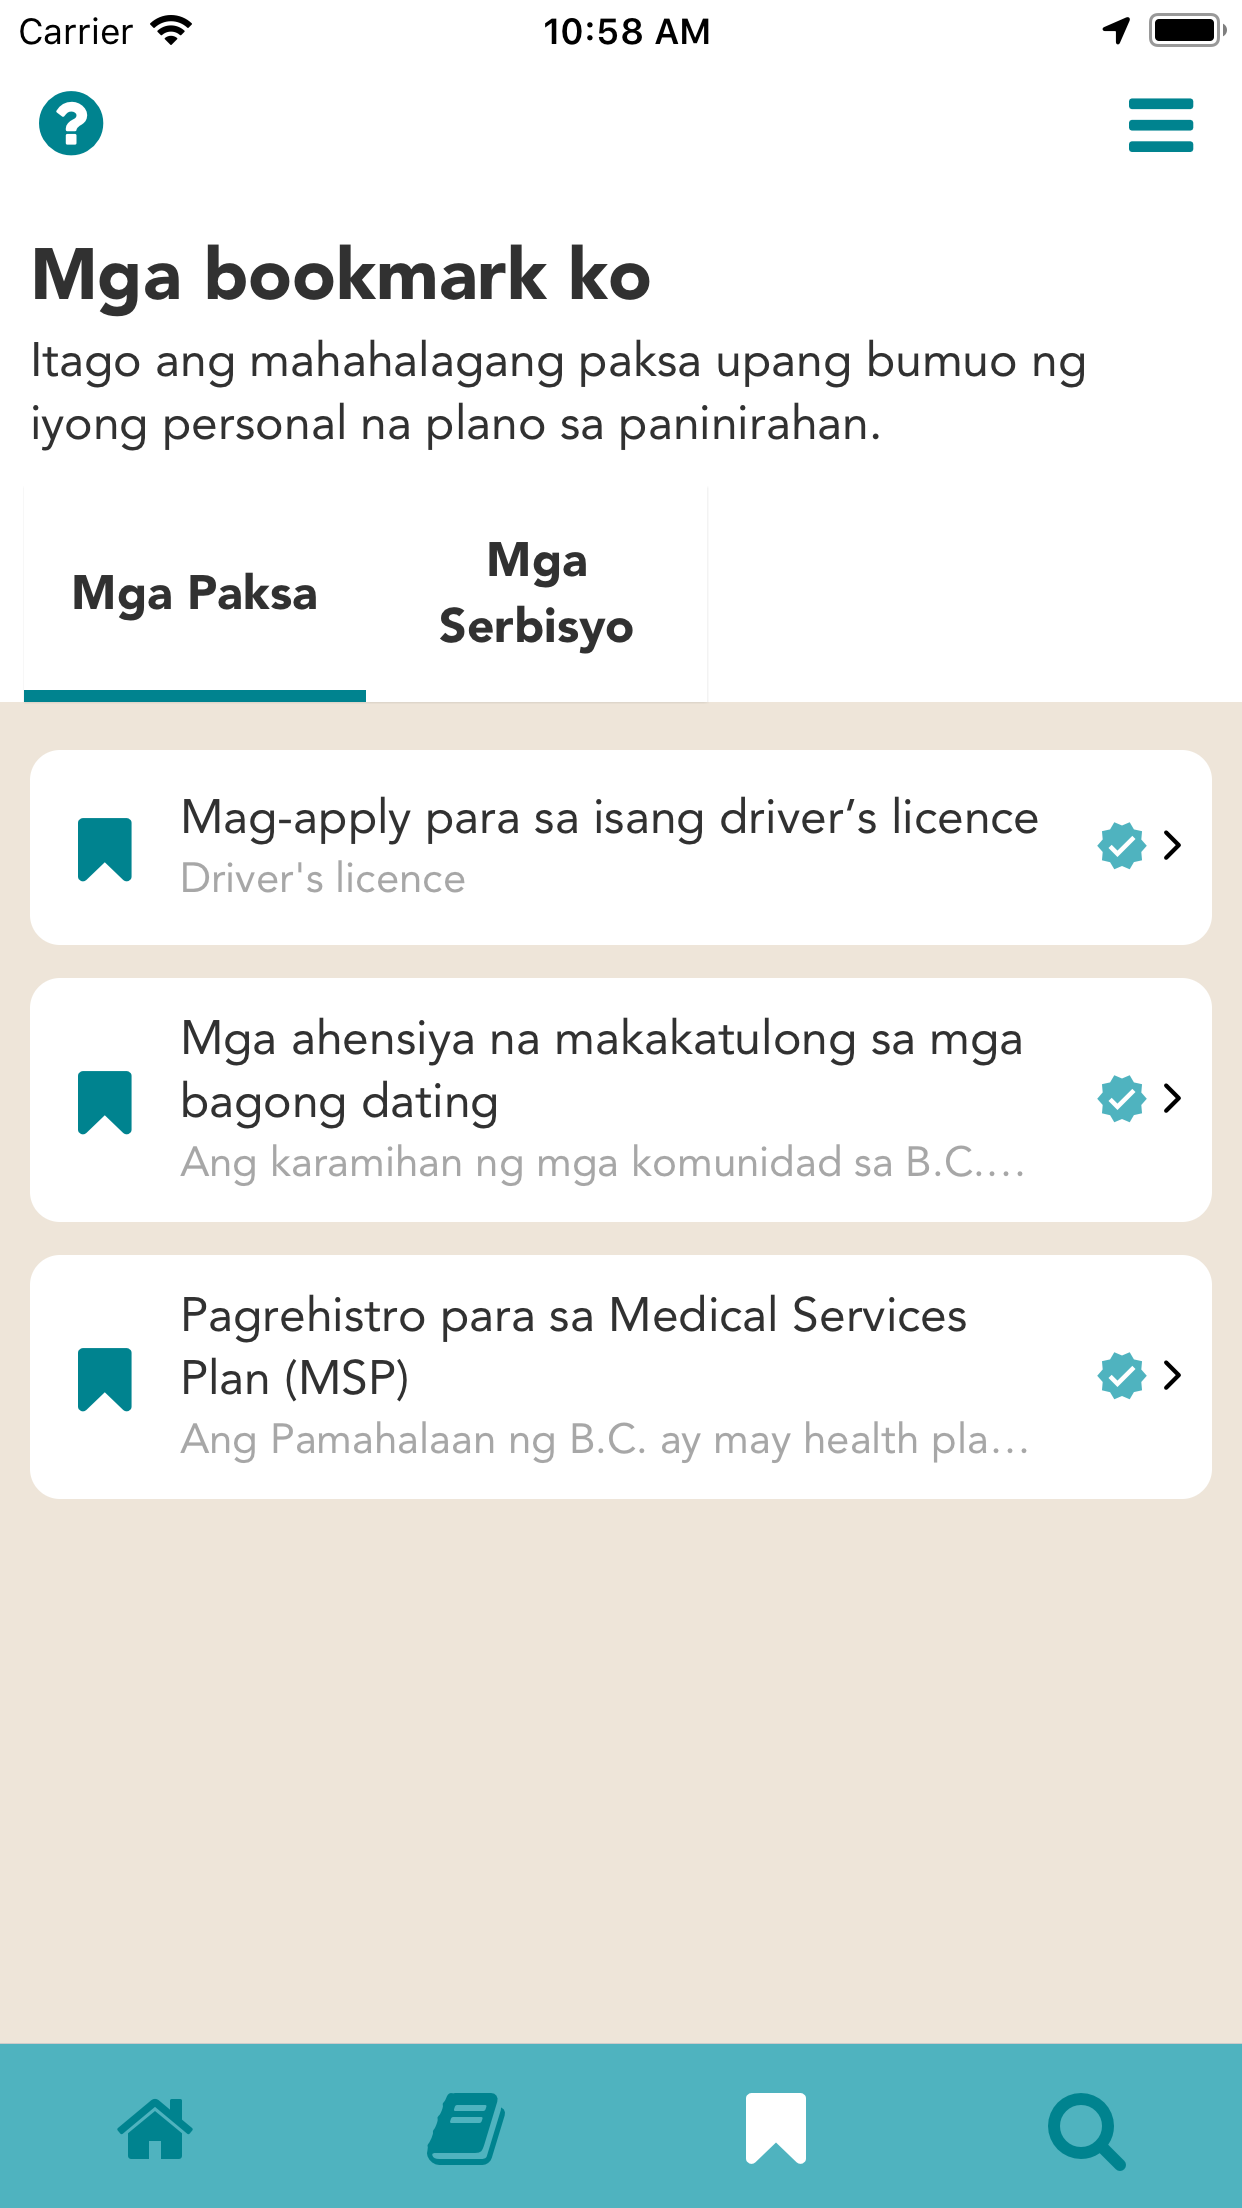 Carrier
10:58 AM
Mga bookmark ko
Itago ang mahahalagang paksa upang bumuo ng
iyong personal na plano sa paninirahan.
Mga Paksa
Mga
Serbisyo
Mag-apply para sa isang driver’s licence
Driver's licence
Mga ahensiya na makakatulong sa mga
bagong dating
Ang karamihan ng mga komunidad sa B.C.…
Pagrehistro para sa Medical Services
Plan (MSP)
Ang Pamahalaan ng B.C. ay may health pla…